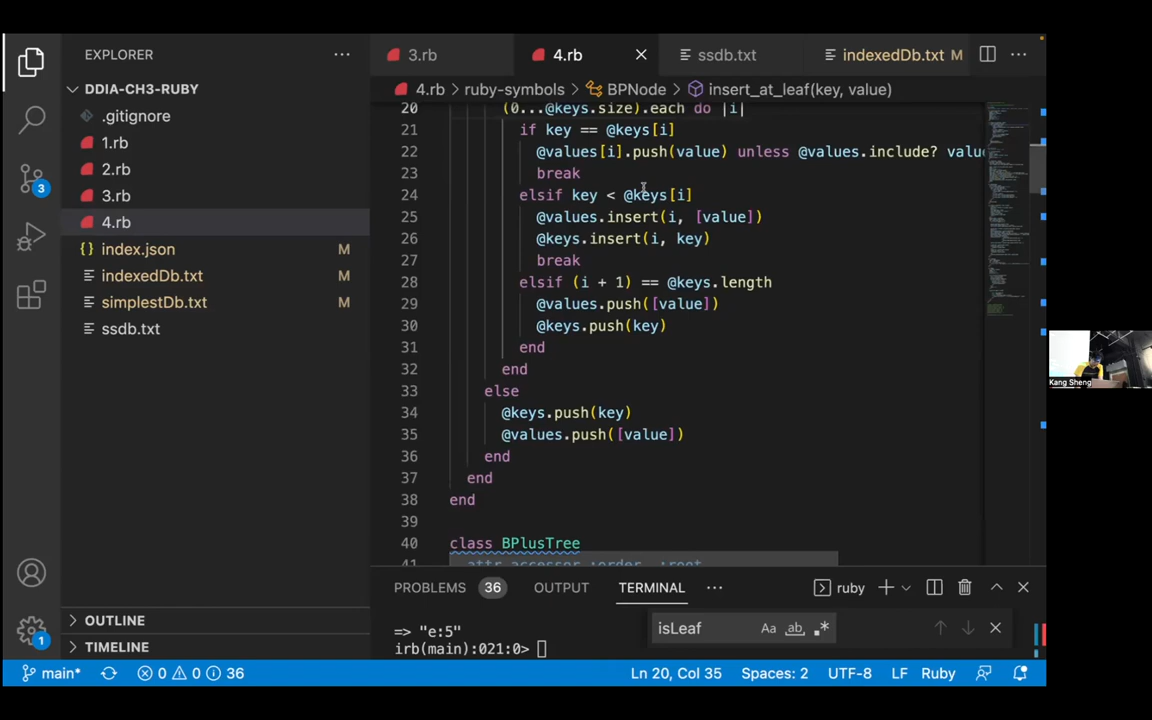 EXPLORER
DDIA-CH3-RUBY
.gitignore
1.rb
2.rb
3.rb
4.rb
{} index.json M
indexedDb.txt M
simplestDb.txt M
ssdb.txt
OUTLINE
TIMELINE
3
1
3.rb 4.rb ssdb.txt indexedDb.txt M
4.rb > ruby-symbols > BPNode > insert_at_leaf(key, value)
20 (0...@keys.size).each do |i|
21 if key == @keys[i]
22 @values[i].push(value) unless @values.include? valu
23 break
24 elsif key < @keys[i]
25 @values.insert(i, [value])
26 @keys.insert(i, key)
27 break
28 elsif (i + 1) == @keys.length
29 @values.push([value])
30 @keys.push(key)
31 end
32 end
33 else
34 @keys.push(key)
35 @values.push([value])
36 end
37 end
38 end
39
40 class BPlusTree
41 attr_accessor :order, :root
PROBLEMS 36 OUTPUT TERMINAL ruby
=> "e:5"
irb(main):021:0>
isLeaf Aa ab .*
main* 0 0 36 Ln 20, Col 35 Spaces: 2 UTF-8 LF Ruby
Kang Sheng